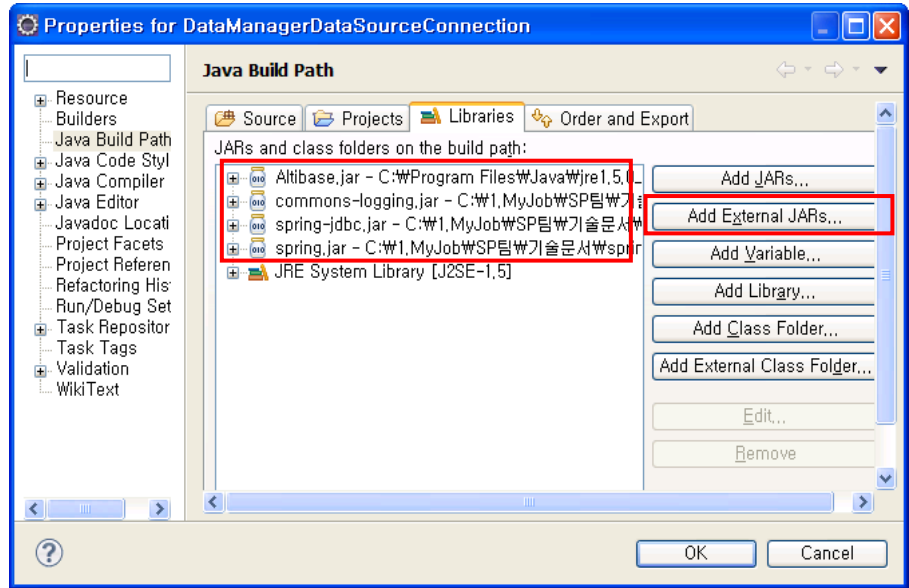 Properties for DataManagerDataSourceConnection
Java Build Path
Resource
Builders
Java Build Path
Java Code Styl
Java Compiler
Java Editor
Javadoc Locati
Project Facets
Project Referen
Refactoring His
Run/Debug Set
Task Repositor
Task Tags
Validation
WikiText
Source
Projects
Libraries
Order and Export
JARs and class folders on the build path:
Altibase.jar - C:₩Program Files₩Java₩jre1.5.0_
commons-logging.jar - C:₩1.MyJob₩SP팀₩기술
spring-jdbc.jar - C:₩1.MyJob₩SP팀₩기술문서₩
spring.jar - C:₩1.MyJob₩SP팀₩기술문서₩sprin
JRE System Library [J2SE-1.5]
Add JARs...
Add External JARs...
Add Variable...
Add Library...
Add Class Folder...
Add External Class Folder...
Edit...
Remove
OK
Cancel